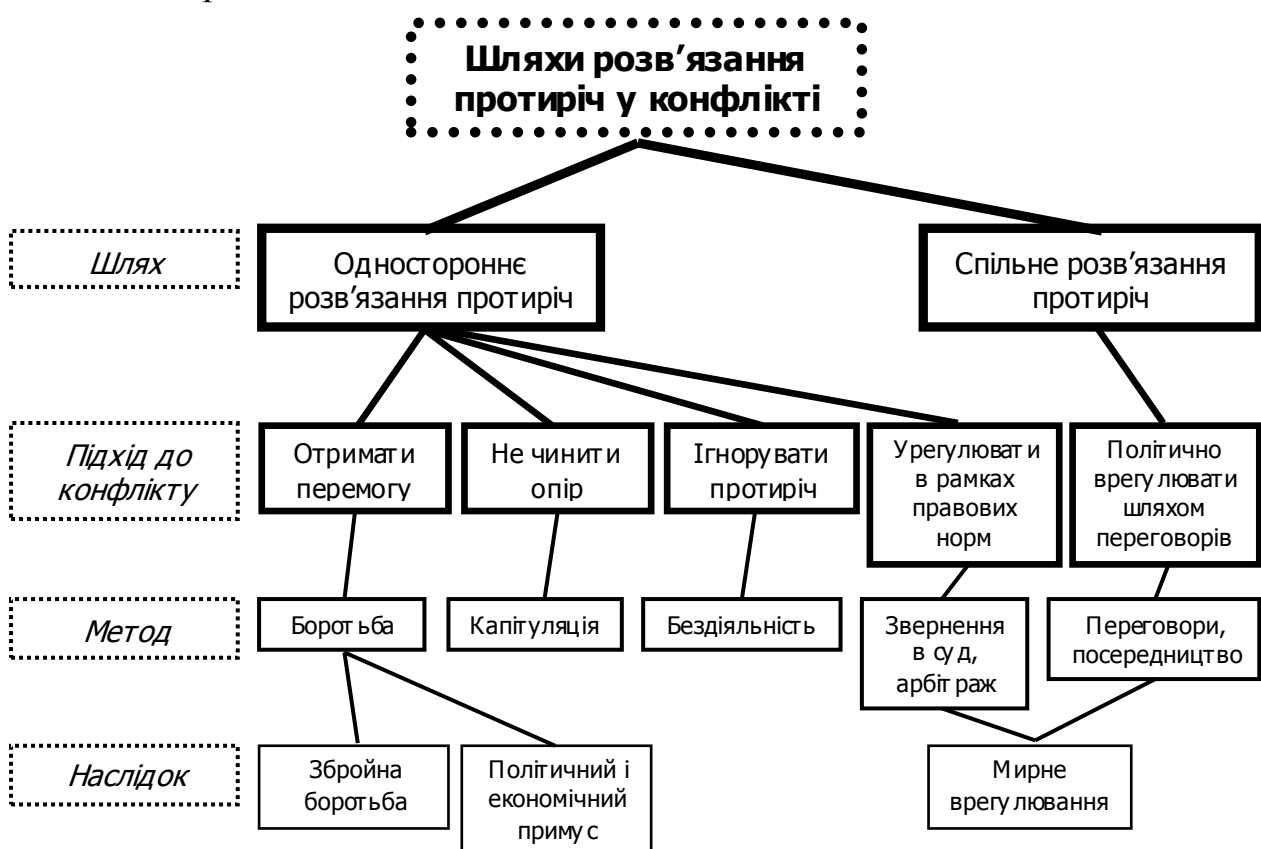 Шляхи розв’язання
протиріч у конфлікті
Шлях
Одностороннє
розв’язання протиріч
Спільне розв’язання
протиріч
Підхід до
конфлікту
Отримати
перемогу
Не чинити
опір
Ігнорувати
протиріч
Урегулювати
в рамках
правових
норм
Політично
врегулювати
шляхом
переговорів
Метод
Боротьба
Капітуляція
Бездіяльність
Звернення
в суд,
арбітраж
Переговори,
посередництво
Наслідок
Збройна
боротьба
Політичний і
економічний
примус
Мирне
врегулювання